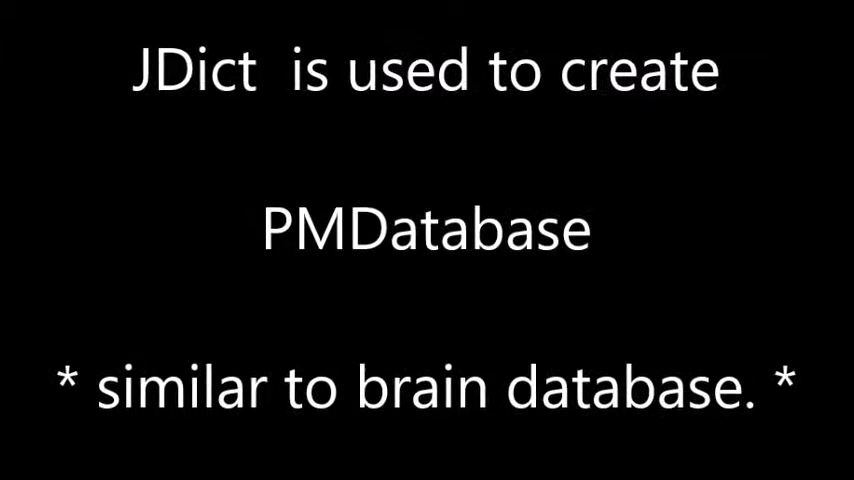 JDict  is used to create
PMDatabase
* similar to brain database. *